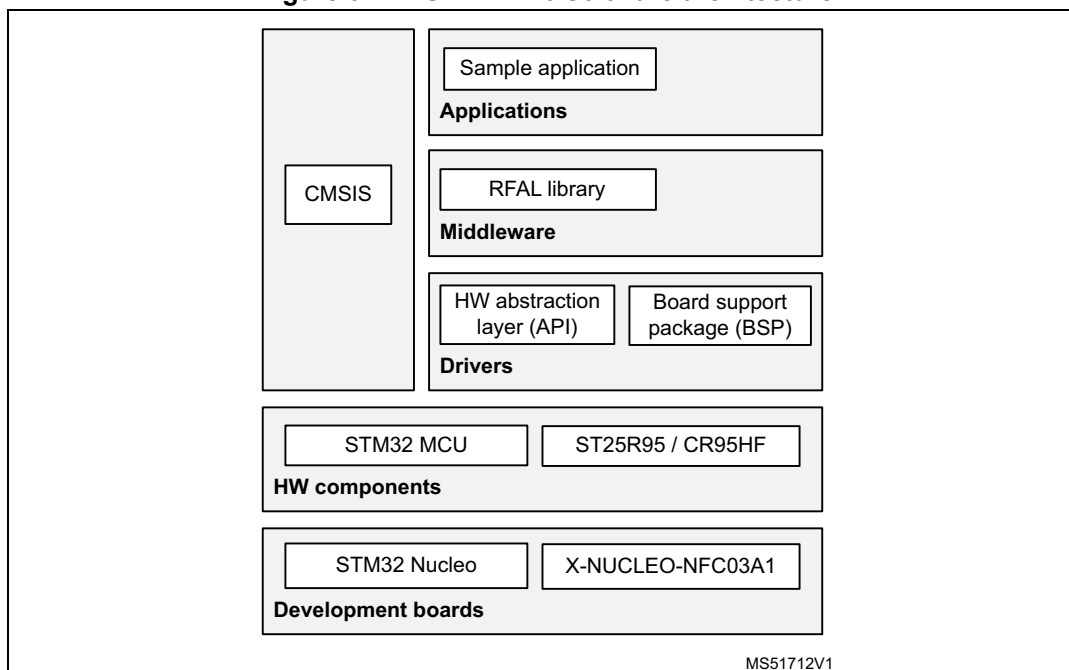 Sample application
Applications
CMSIS
RFAL library
Middleware
HW abstraction
layer (API)
Board support
package (BSP)
Drivers
STM32 MCU
ST25R95 / CR95HF
HW components
STM32 Nucleo
X-NUCLEO-NFC03A1
Development boards
MS51712V1